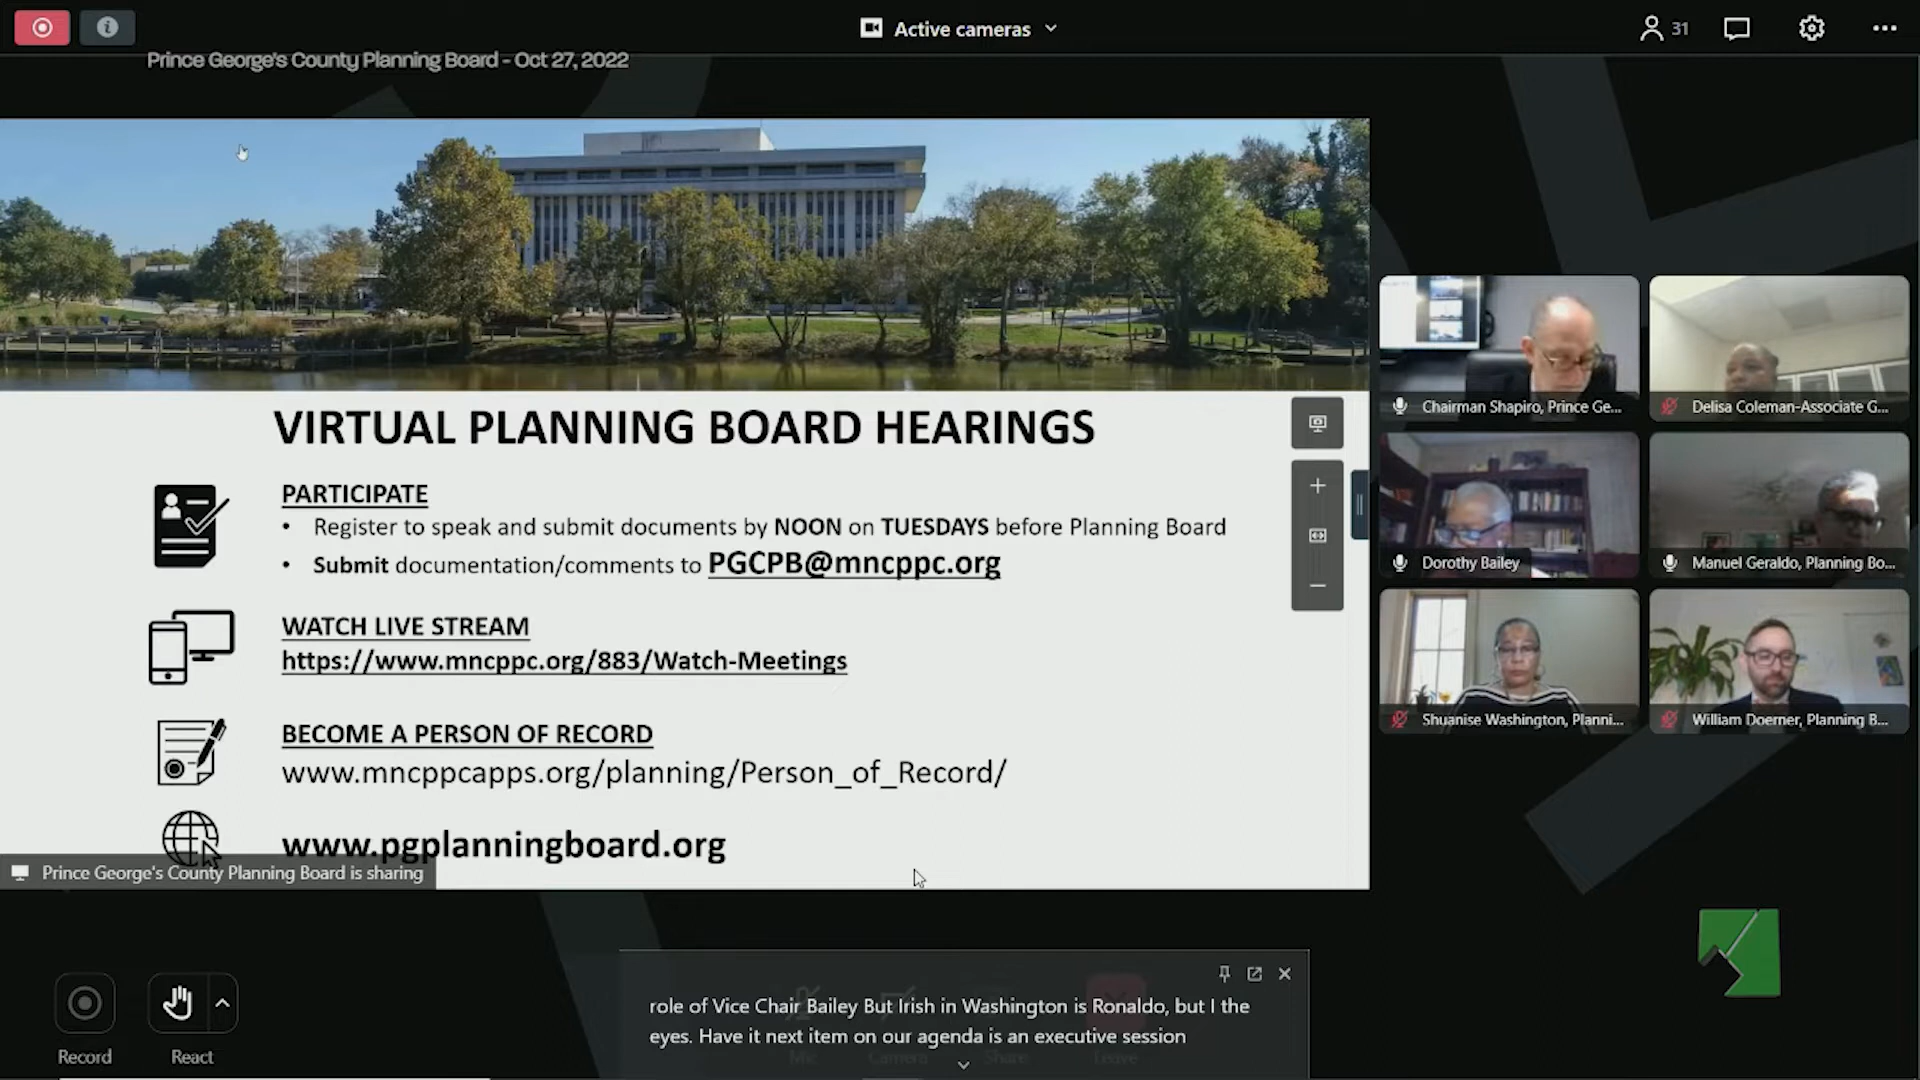 Active cameras
31
Prince George's County Planning Board - Oct 27, 2022
VIRTUAL PLANNING BOARD HEARINGS
PARTICIPATE
• Register to speak and submit documents by NOON on TUESDAYS before Planning Board
• Submit documentation/comments to PGCPB@mncppc.org
WATCH LIVE STREAM
https://www.mncppc.org/883/Watch-Meetings
BECOME A PERSON OF RECORD
www.mncppcapps.org/planning/Person_of_Record/
www.pgplanningboard.org
Prince George's County Planning Board is sharing
Chairman Shapiro, Prince Ge...
Delisa Coleman-Associate G...
Dorothy Bailey
Manuel Geraldo, Planning Bo...
Shuanise Washington, Planni...
William Doerner, Planning B...
role of Vice Chair Bailey But Irish in Washington is Ronaldo, but I the
eyes. Have it next item on our agenda is an executive session
Record
React
Mic
Camera
Share
Leave